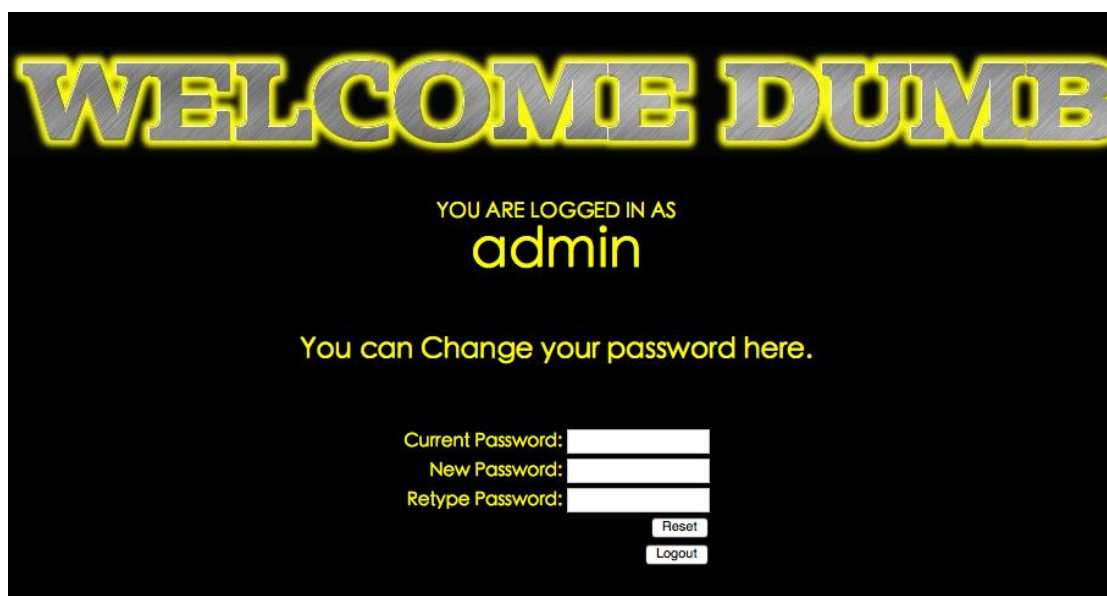 WELCOME DUMB
YOU ARE LOGGED IN AS
admin
You can Change your password here.
Current Password:
New Password:
Retype Password:
Reset
Logout